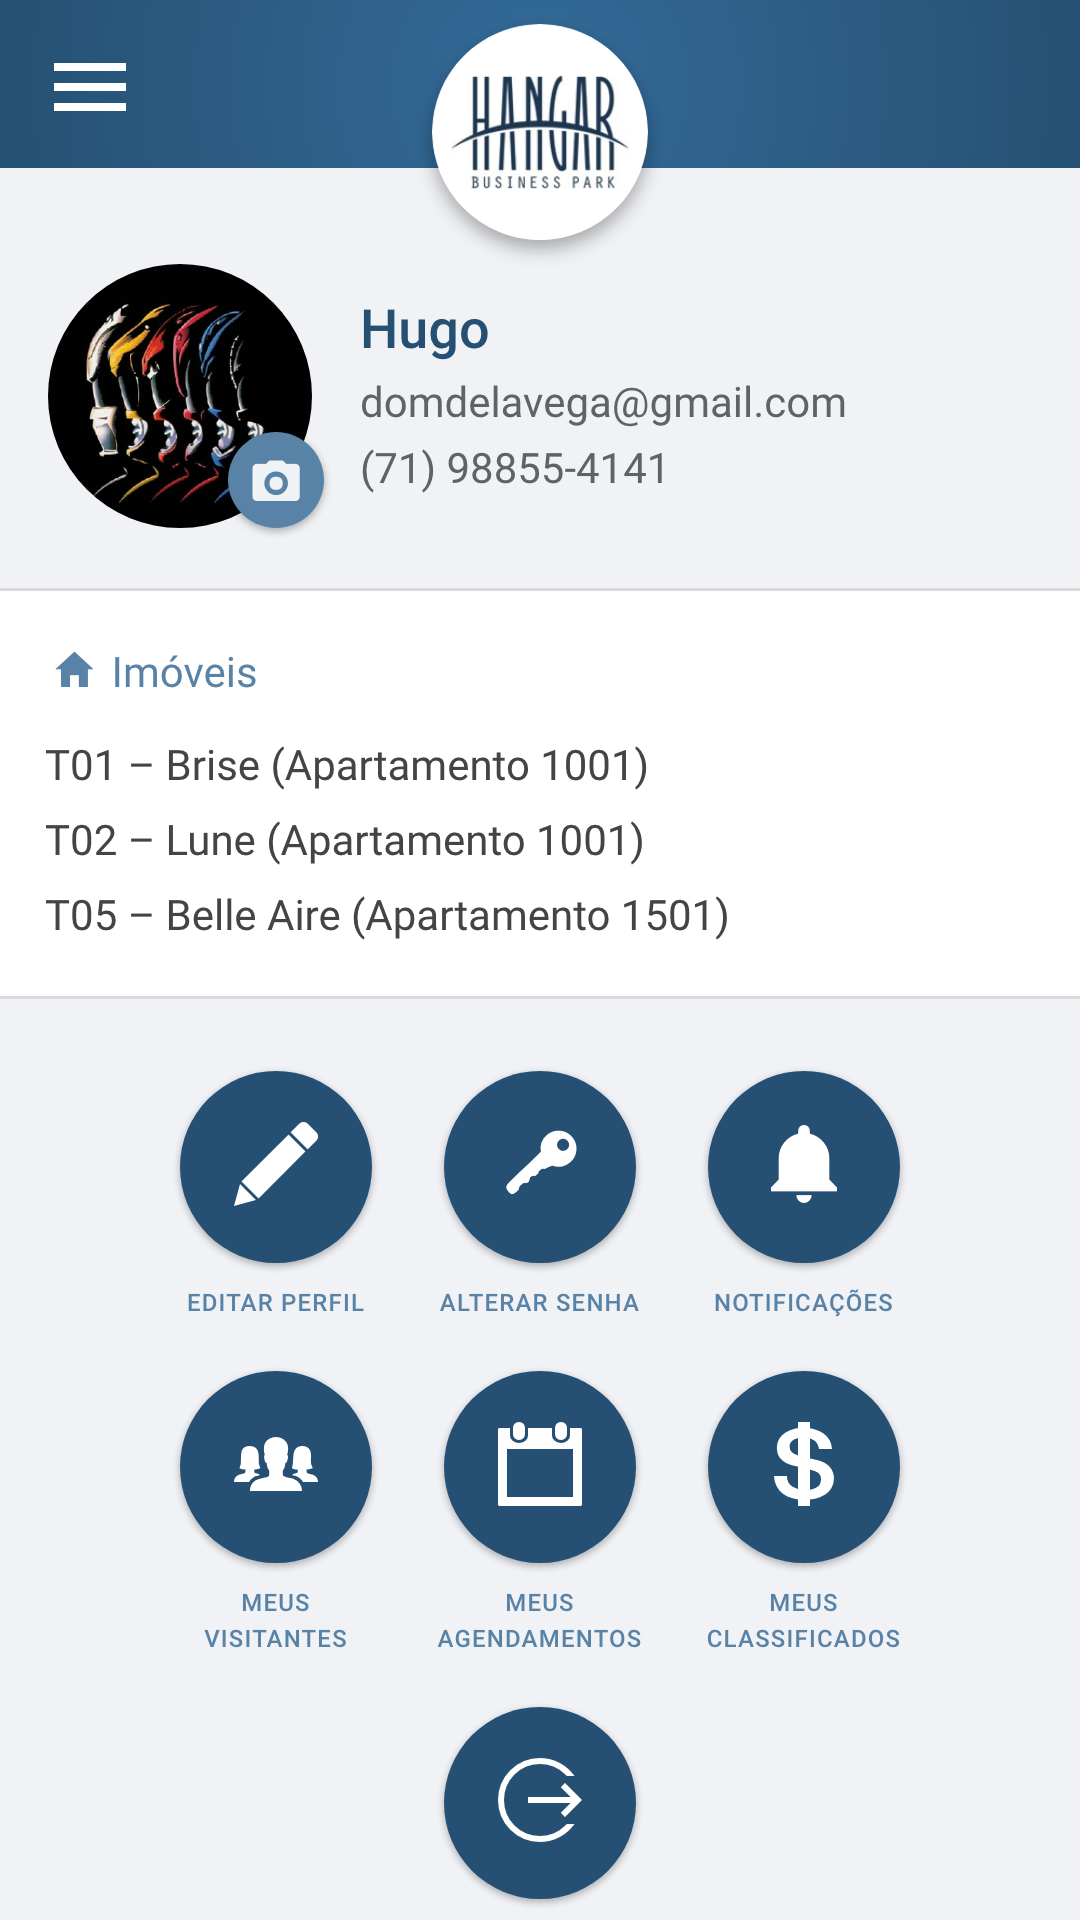 HANGAR
BUSINESS PARK
Hugo
domdelavega@gmail.com
(71) 98855-4141
Imóveis
T01 – Brise (Apartamento 1001)
T02 – Lune (Apartamento 1001)
T05 – Belle Aire (Apartamento 1501)
EDITAR PERFIL
ALTERAR SENHA
NOTIFICAÇÕES
MEUS
VISITANTES
MEUS
AGENDAMENTOS
MEUS
CLASSIFICADOS